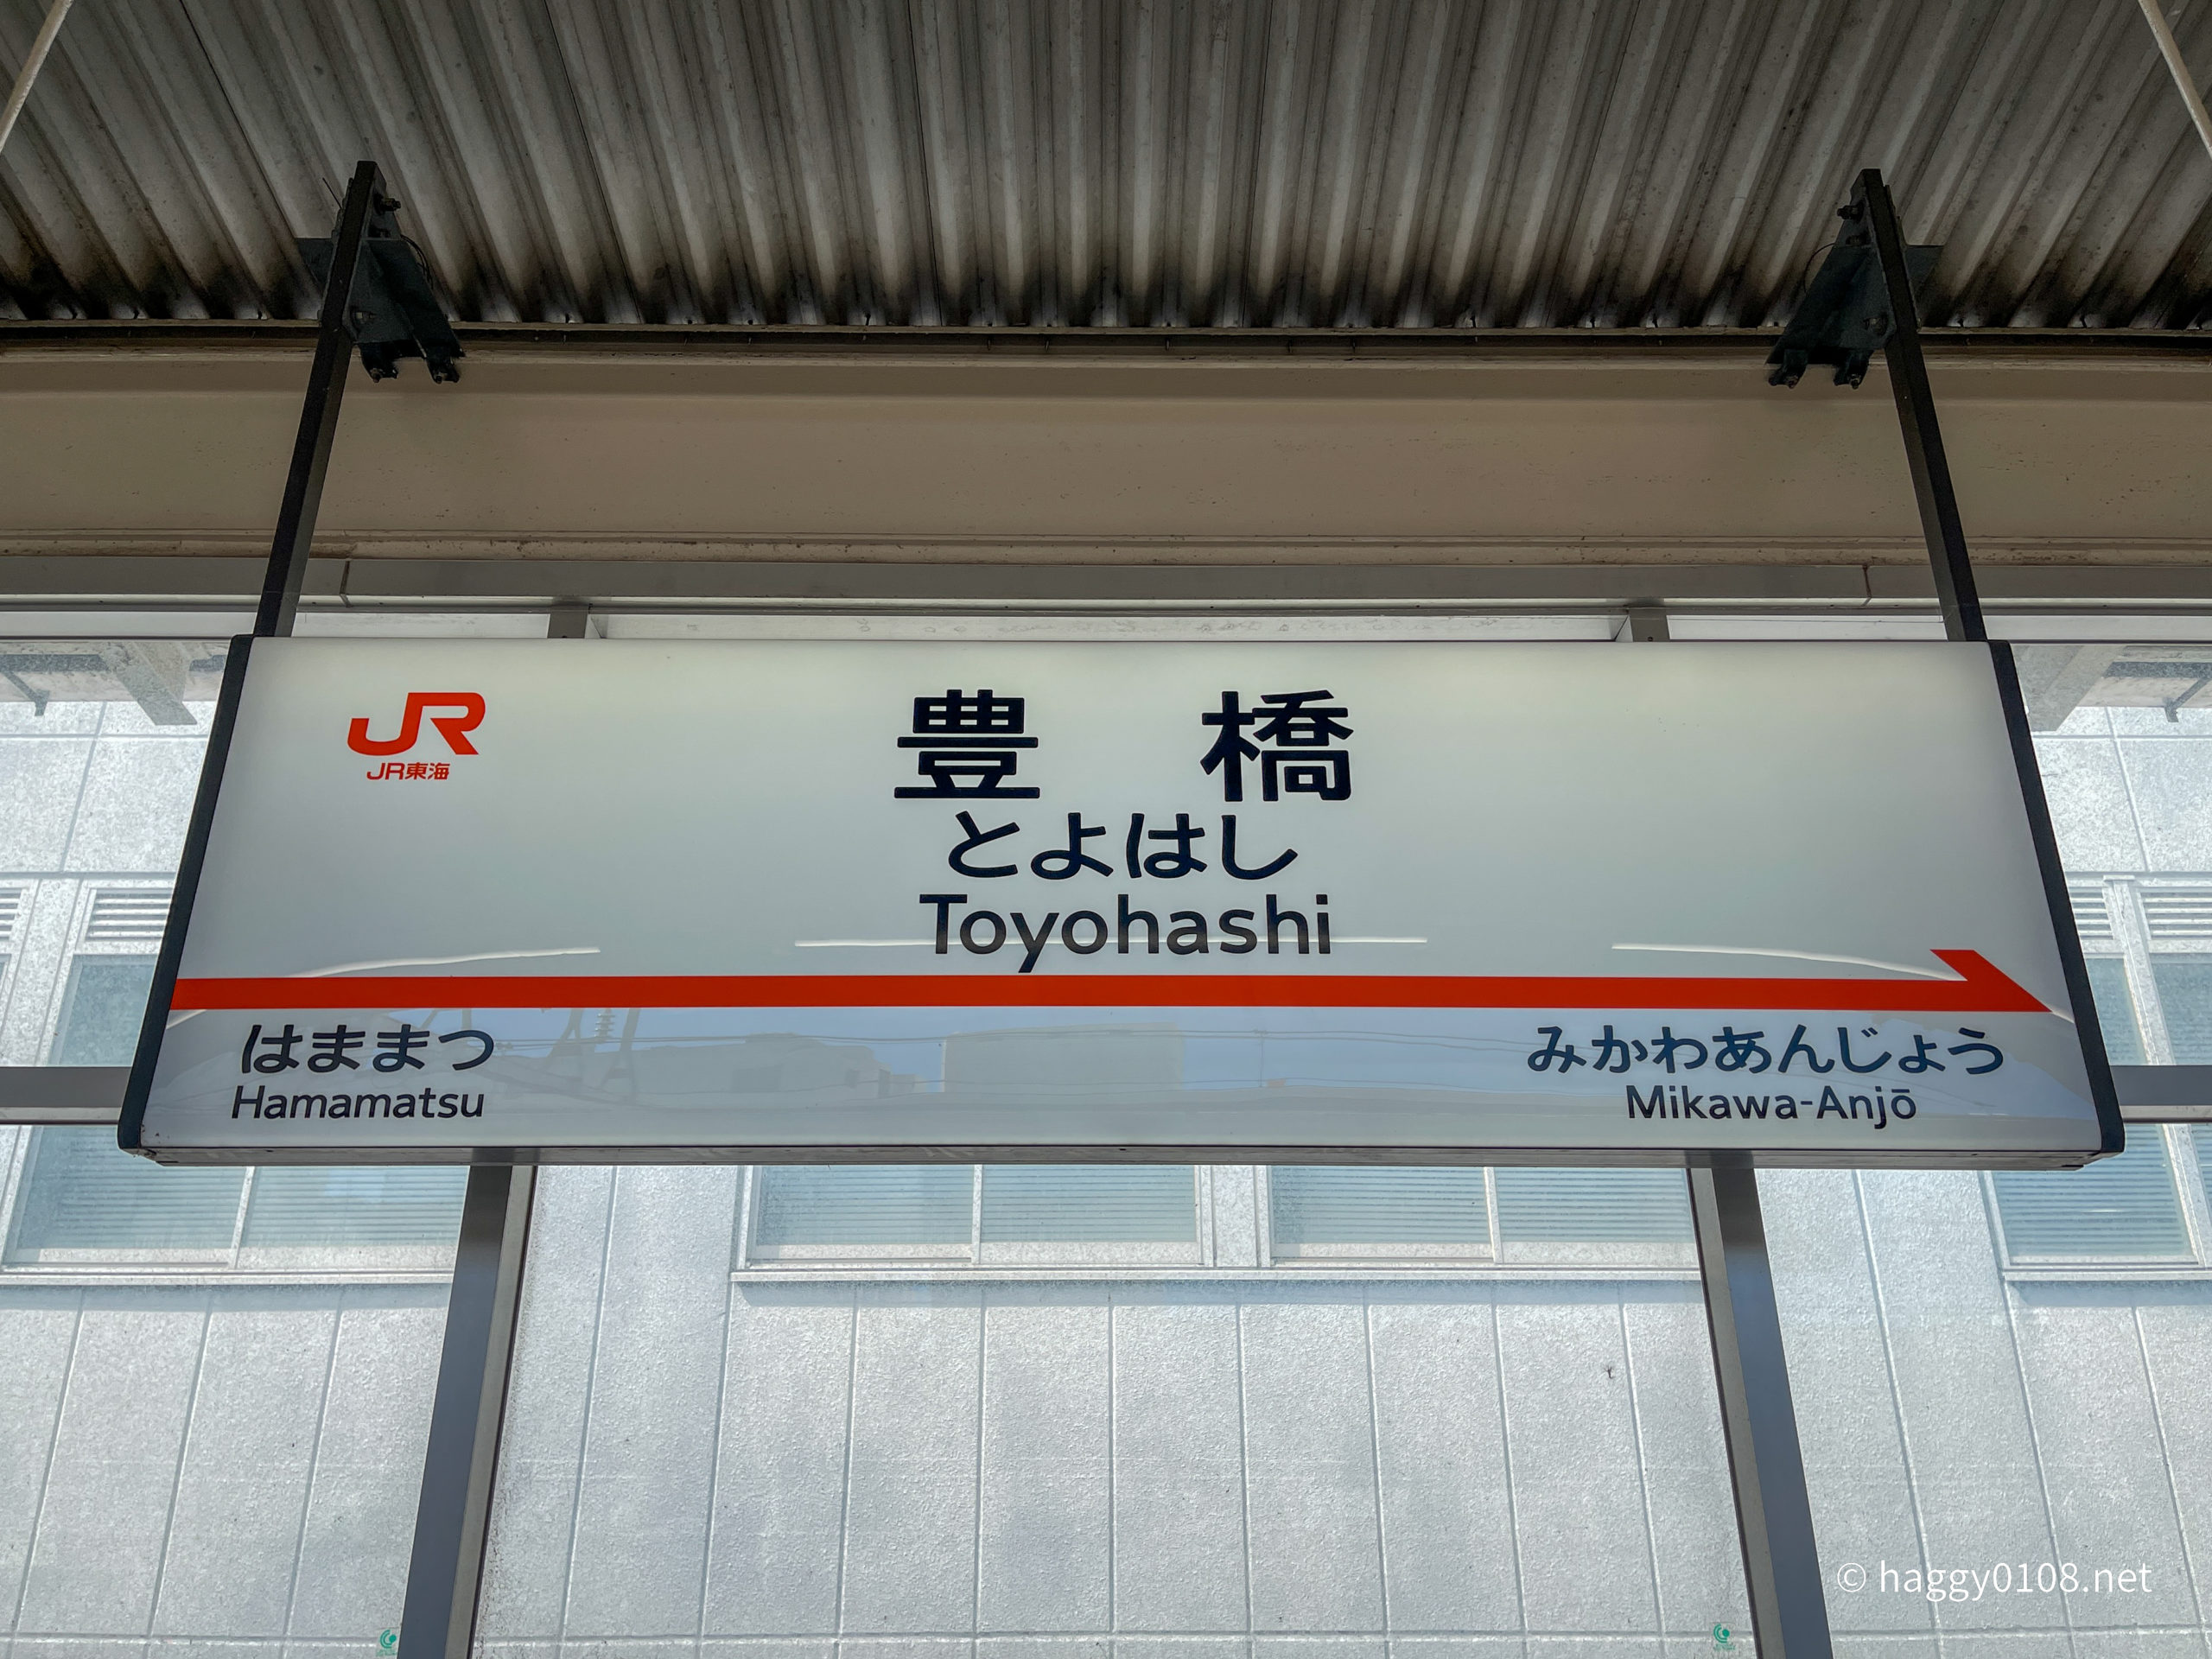 JR
JR東海
豊橋
とよはし
Toyohashi
はままつ
Hamamatsu
みかわあんじょう
Mikawa-Anjō
© haggy0108.net